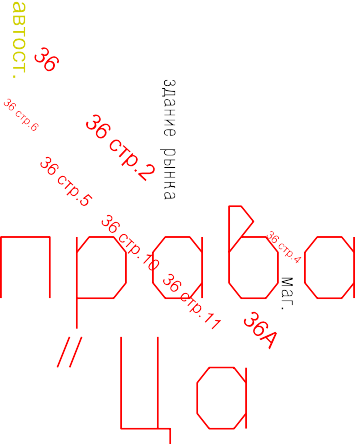 автост.
36
здание рынка
36 стр.6
36 стр.2
36 стр.5
36 стр.10
36 стр.4
36 стр.11
маг.
36А
права
" ца